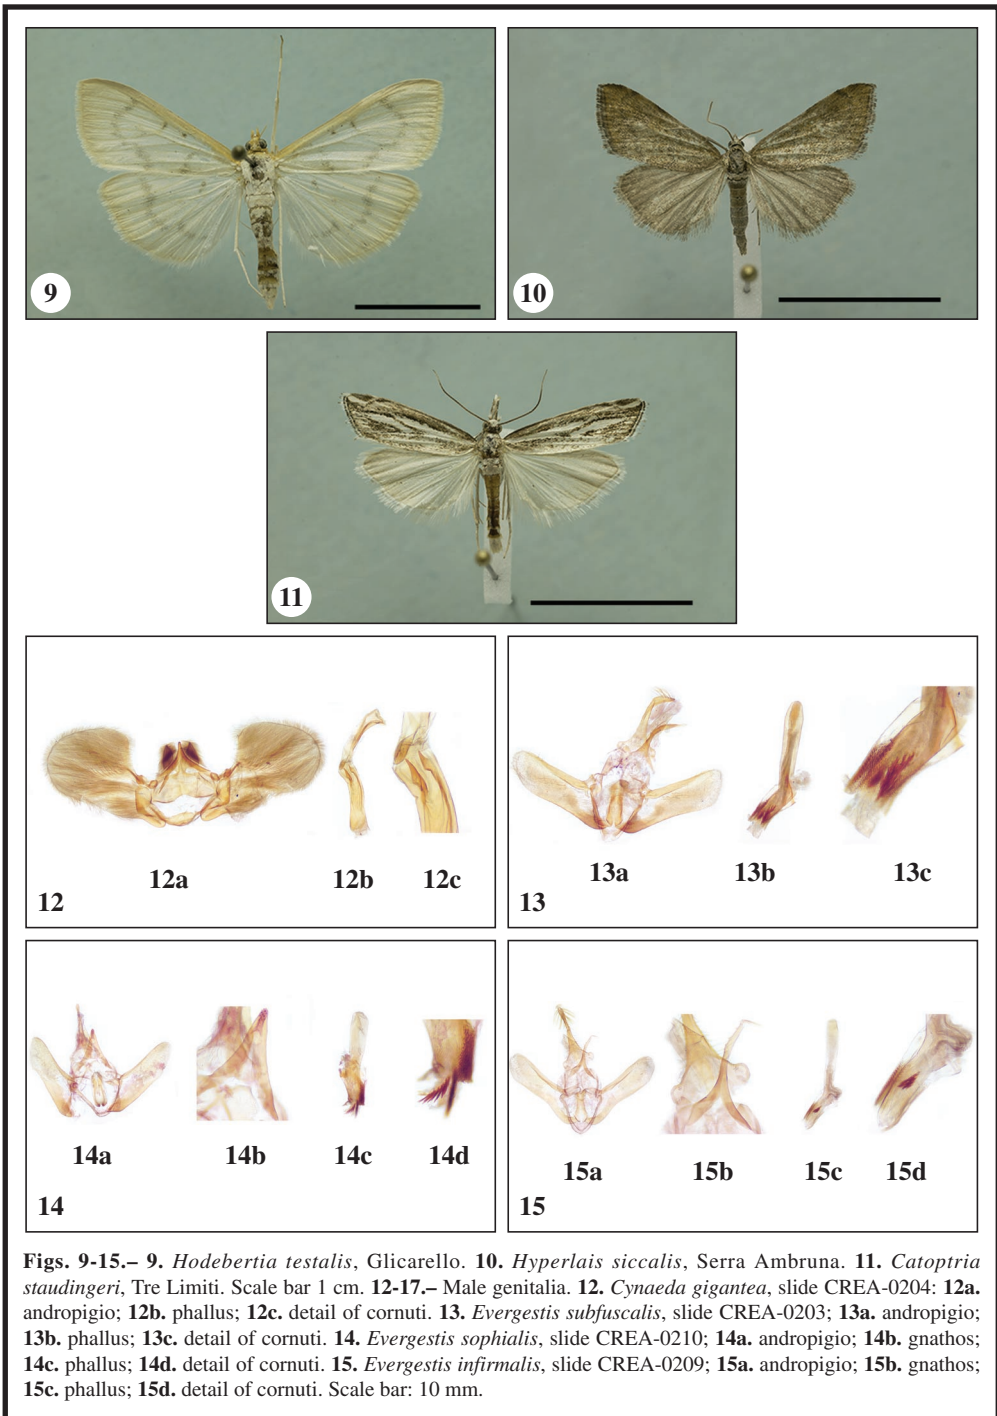 9
10
11
12a
12b
12c
12
13a
13b
13c
13
14a
14b
14c
14d
14
15a
15b
15c
15d
15
Figs. 9-15.– 9. Hodebertia testalis, Glicarello. 10. Hyperlais siccalis, Serra Ambruna. 11. Catoptria
staudingeri, Tre Limiti. Scale bar 1 cm. 12-17.– Male genitalia. 12. Cynaeda gigantea, slide CREA-0204: 12a.
andropigio; 12b. phallus; 12c. detail of cornuti. 13. Evergestis subfuscalis, slide CREA-0203; 13a. andropigio;
13b. phallus; 13c. detail of cornuti. 14. Evergestis sophialis, slide CREA-0210; 14a. andropigio; 14b. gnathos;
14c. phallus; 14d. detail of cornuti. 15. Evergestis infirmalis, slide CREA-0209; 15a. andropigio; 15b. gnathos;
15c. phallus; 15d. detail of cornuti. Scale bar: 10 mm.